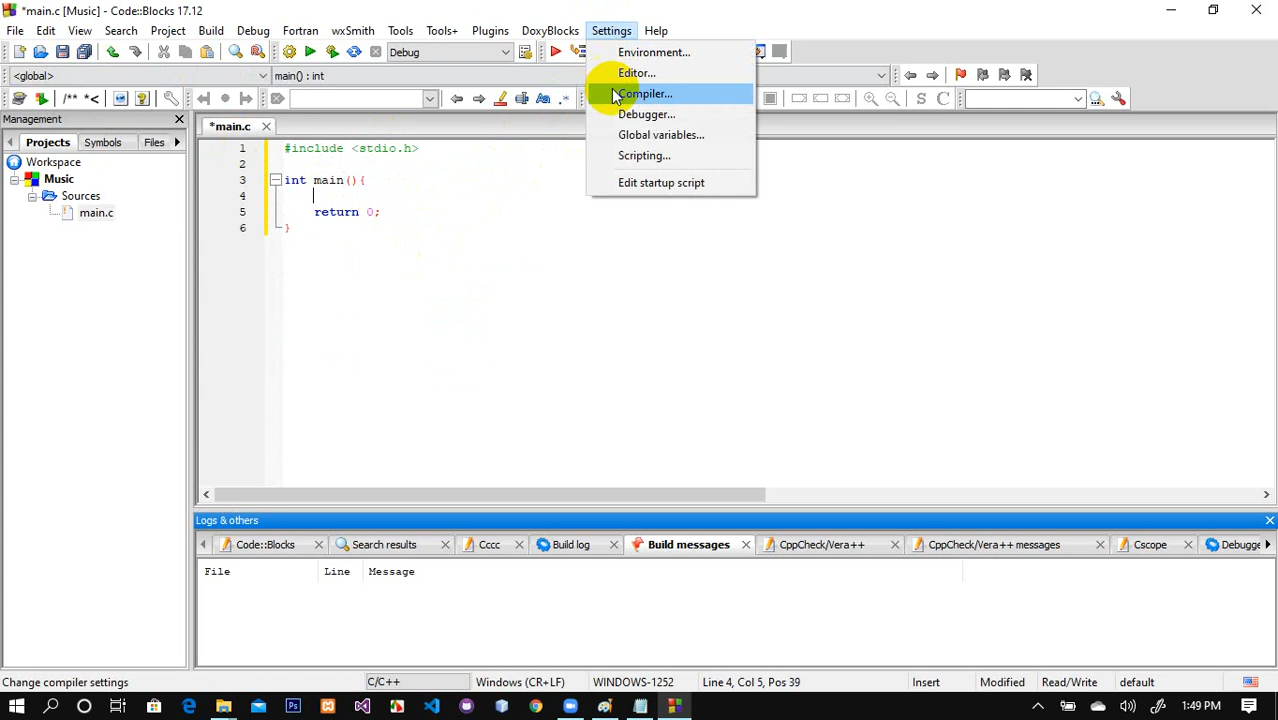 *main.c [Music] - Code::Blocks 17.12
File Edit View Search Project Build Debug Fortran wxSmith Tools Tools+ Plugins DoxyBlocks Settings Help
Debug
<global>
main() : int
/** *<
.*
S C
Environment...
Editor...
Compiler...
Debugger...
Global variables...
Scripting...
Edit startup script
Management
Projects Symbols Files
Workspace
Music
Sources
main.c
*main.c
1 #include <stdio.h>
2
3 int main(){
4
5 return 0;
6 }
Logs & others
Code::Blocks Search results Cccc Build log Build messages CppCheck/Vera++ CppCheck/Vera++ messages Cscope Debugge
File Line Message
Change compiler settings C/C++ Windows (CR+LF) WINDOWS-1252 Line 4, Col 5, Pos 39 Insert Modified Read/Write default
Ps
1:49 PM